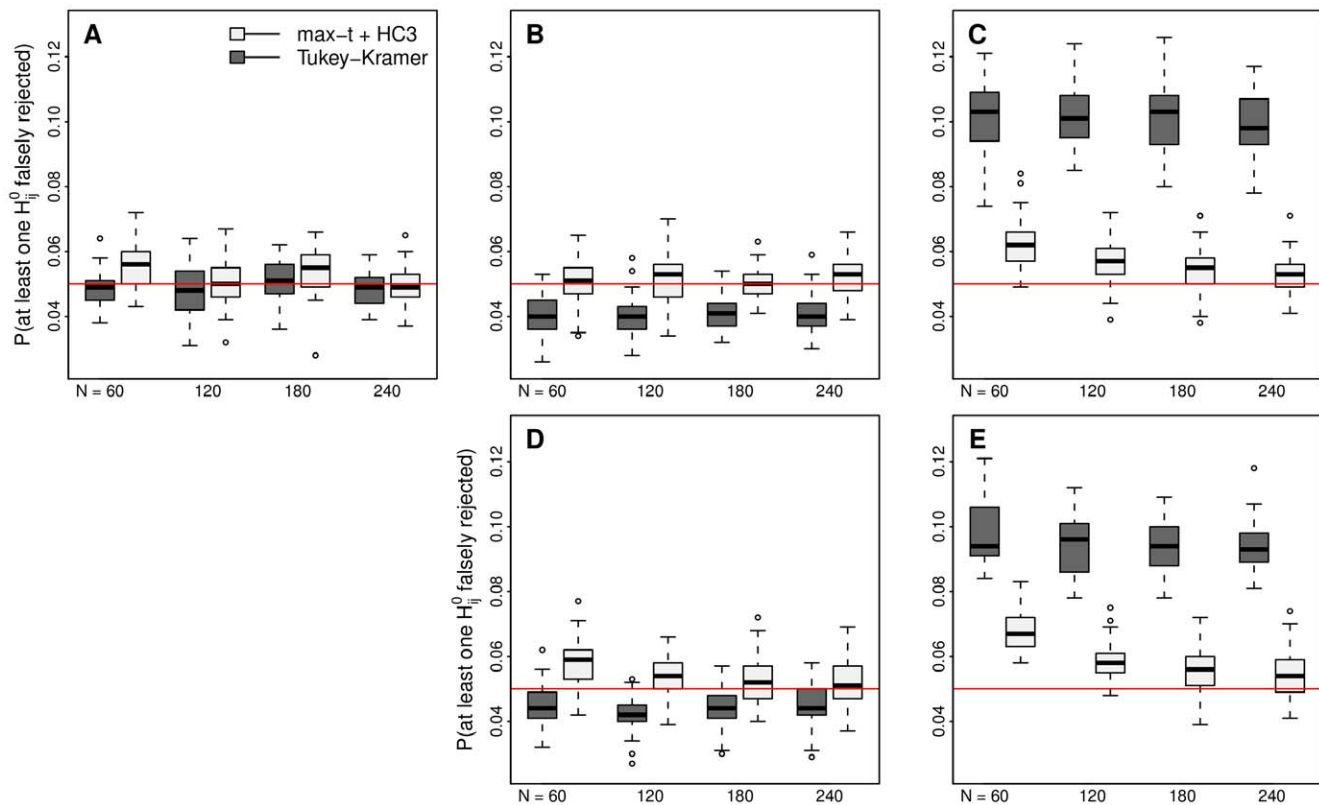 A
max−t + HC3
Tukey−Kramer
P(at least one H⁰ᵢⱼ falsely rejected)
0.04 0.06 0.08 0.10 0.12
N = 60 120 180 240
B
0.04 0.06 0.08 0.10 0.12
N = 60 120 180 240
C
0.04 0.06 0.08 0.10 0.12
N = 60 120 180 240
D
P(at least one H⁰ᵢⱼ falsely rejected)
0.04 0.06 0.08 0.10 0.12
N = 60 120 180 240
E
0.04 0.06 0.08 0.10 0.12
N = 60 120 180 240